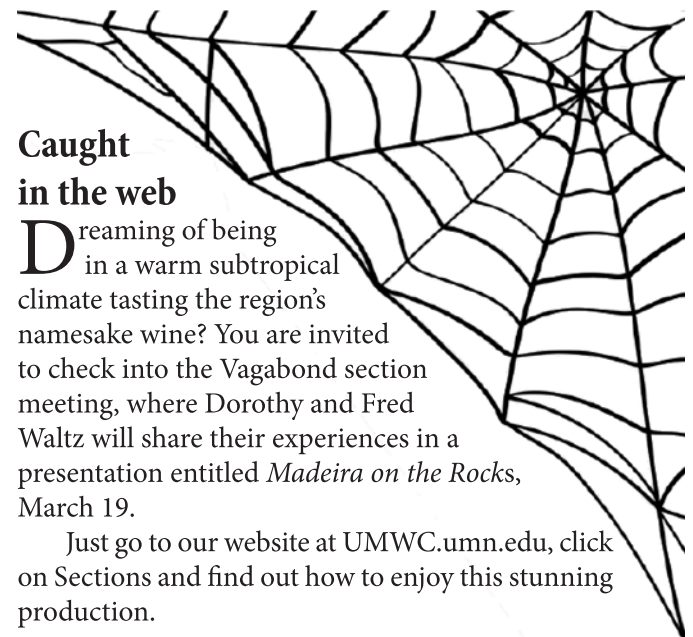 Caught
in the web
Dreaming of being
in a warm subtropical
climate tasting the region’s
namesake wine? You are invited
to check into the Vagabond section
meeting, where Dorothy and Fred
Waltz will share their experiences in a
presentation entitled Madeira on the Rocks,
March 19.
Just go to our website at UMWC.umn.edu, click
on Sections and find out how to enjoy this stunning
production.